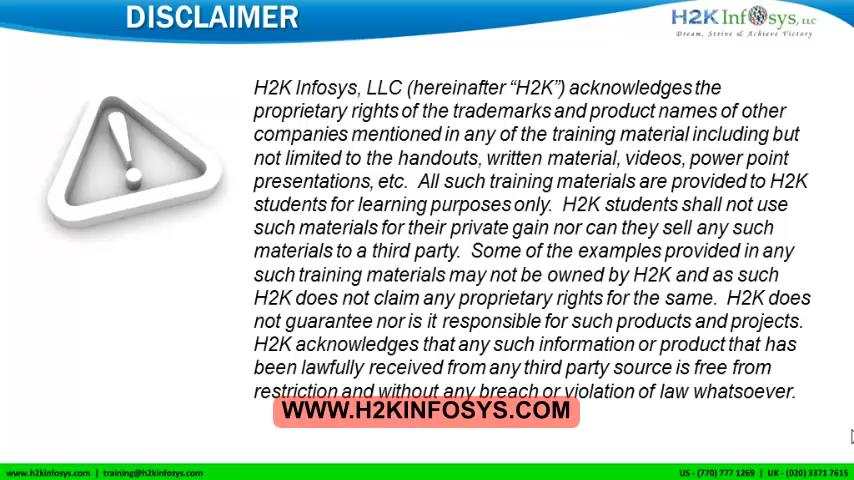 DISCLAIMER
H2K Infosys, LLC
Dream, Strive & Achieve Victory
H2K Infosys, LLC (hereinafter “H2K”) acknowledges the
proprietary rights of the trademarks and product names of other
companies mentioned in any of the training material including but
not limited to the handouts, written material, videos, power point
presentations, etc.  All such training materials are provided to H2K
students for learning purposes only.  H2K students shall not use
such materials for their private gain nor can they sell any such
materials to a third party.  Some of the examples provided in any
such training materials may not be owned by H2K and as such
H2K does not claim any proprietary rights for the same.  H2K does
not guarantee nor is it responsible for such products and projects.
H2K acknowledges that any such information or product that has
been lawfully received from any third party source is free from
restriction and without any breach or violation of law whatsoever.
WWW.H2KINFOSYS.COM
www.h2kinfosys.com | training@h2kinfosys.com
US - (770) 777 1269 | UK - (020) 3371 7615